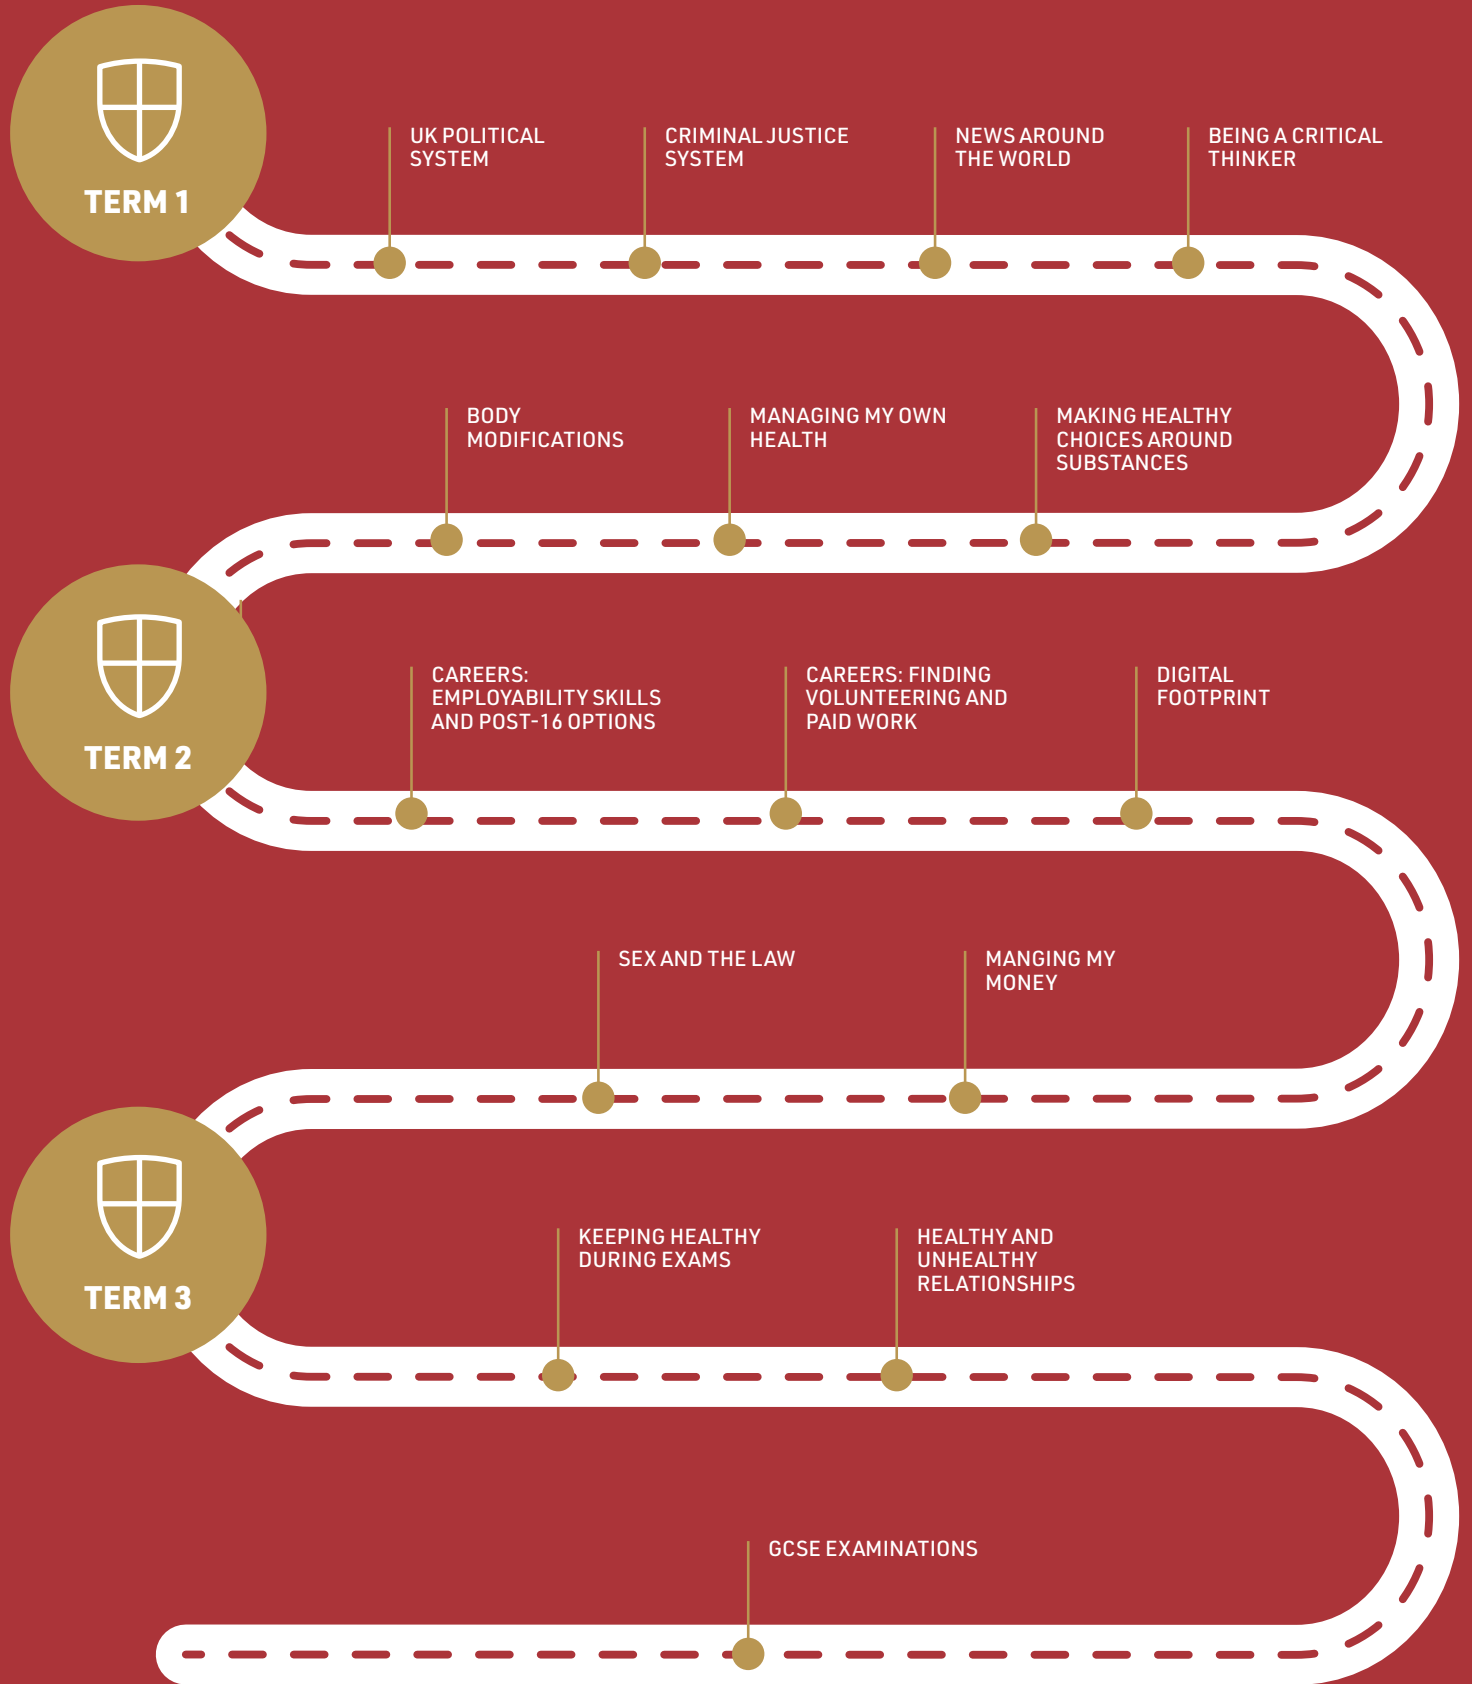 TERM 1
UK POLITICAL
SYSTEM
CRIMINAL JUSTICE
SYSTEM
NEWS AROUND
THE WORLD
BEING A CRITICAL
THINKER
BODY
MODIFICATIONS
MANAGING MY OWN
HEALTH
MAKING HEALTHY
CHOICES AROUND
SUBSTANCES
TERM 2
CAREERS:
EMPLOYABILITY SKILLS
AND POST-16 OPTIONS
CAREERS: FINDING
VOLUNTEERING AND
PAID WORK
DIGITAL
FOOTPRINT
SEX AND THE LAW
MANGING MY
MONEY
TERM 3
KEEPING HEALTHY
DURING EXAMS
HEALTHY AND
UNHEALTHY
RELATIONSHIPS
GCSE EXAMINATIONS